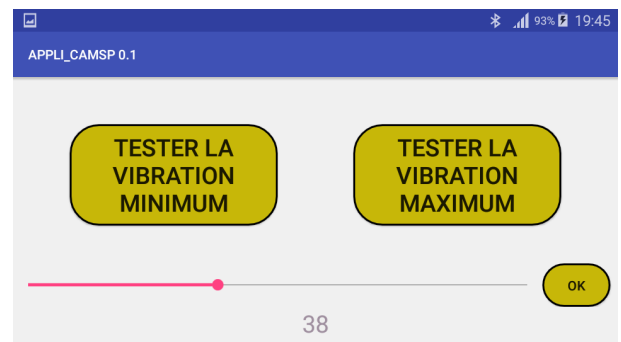 93% 19:45
APPLI_CAMSP 0.1
TESTER LA
VIBRATION
MINIMUM
TESTER LA
VIBRATION
MAXIMUM
OK
38